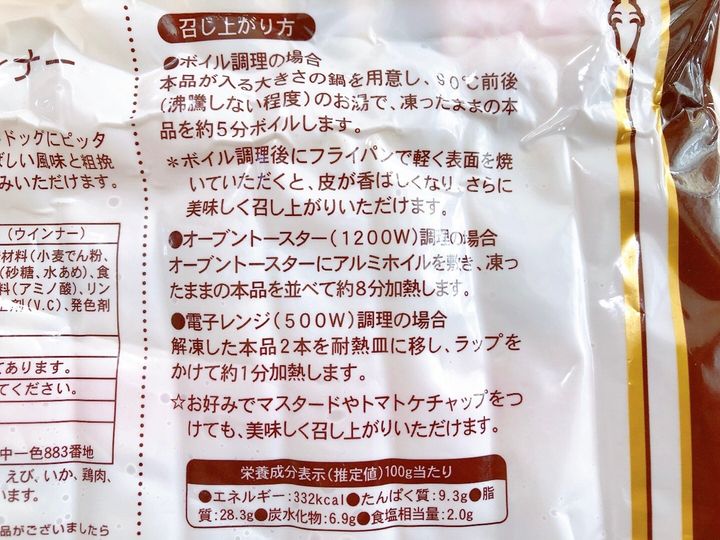 ンナー
ドッグにピッタ
ばしい風味と粗挽
みいただけます。
(ウインナー)
材料(小麦でん粉、
(砂糖、水あめ)、食
料(アミノ酸)、リン
剤(V.C)、発色剤
てあります。
てください。
中一色883番地
、えび、いか、鶏肉、
います。
品がございましたら
召し上がり方
●ボイル調理の場合
本品が入る大きさの鍋を用意し、90℃前後
(沸騰しない程度)のお湯で、凍ったままの本
品を約5分ボイルします。
*ボイル調理後にフライパンで軽く表面を焼
いていただくと、皮が香ばしくなり、さらに
美味しく召し上がりいただけます。
●オーブントースター(1200W)調理の場合
オーブントースターにアルミホイルを敷き、凍っ
たままの本品を並べて約8分加熱します。
●電子レンジ(500W)調理の場合
解凍した本品2本を耐熱皿に移し、ラップを
かけて約1分加熱します。
☆お好みでマスタードやトマトケチャップをつ
けても、美味しく召し上がりいただけます。
栄養成分表示(推定値)100g当たり
●エネルギー:332kcal●たんぱく質:9.3g●脂
質:28.3g●炭水化物:6.9g●食塩相当量:2.0g